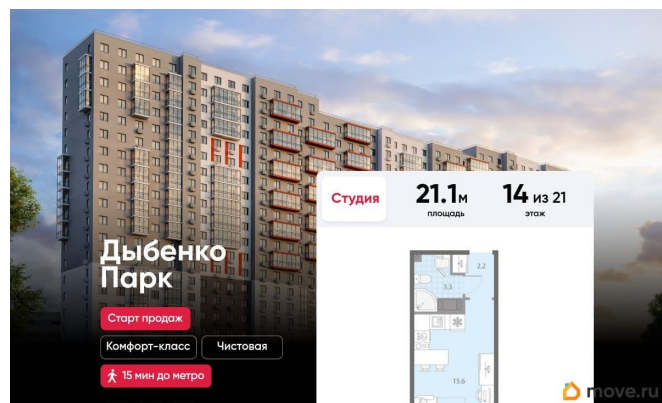 Студия
21.1м
площадь
14 из 21
этаж
Дыбенко
Парк
Старт продаж
Комфорт-класс
Чистовая
15 мин до метро
2.2
3.3
15.6
move.ru